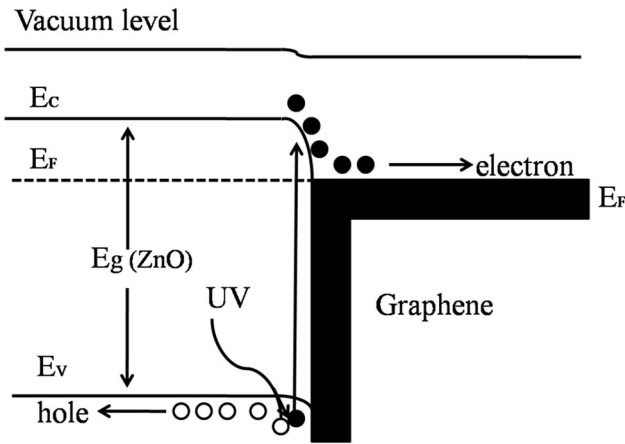 Vacuum level
Ec
EF
electron
EF
Eg (ZnO)
UV
Graphene
Ev
hole